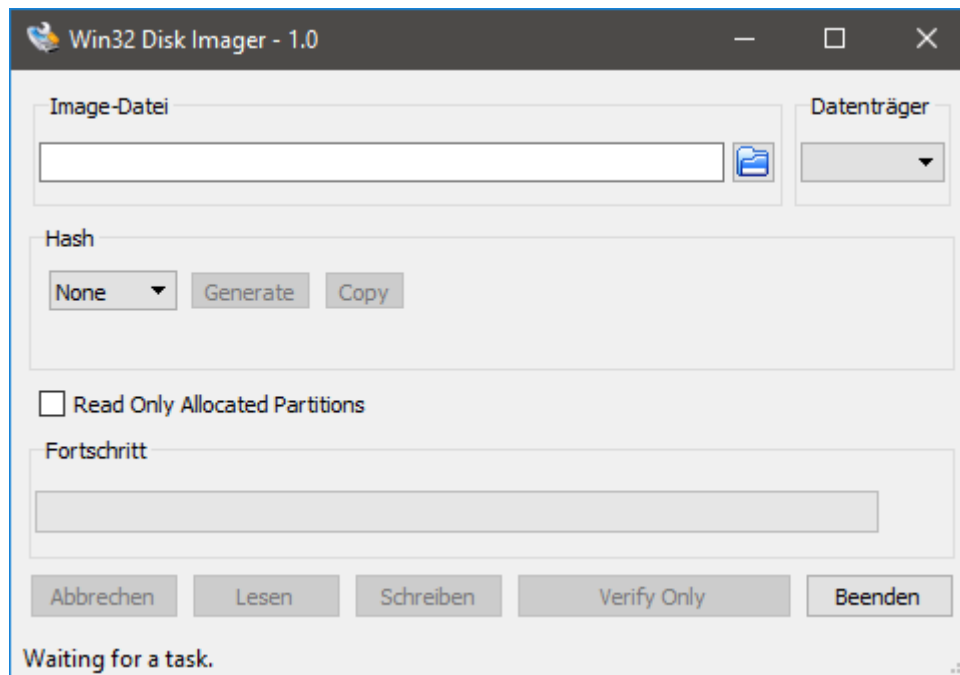 Win32 Disk Imager - 1.0
Image-Datei
Datenträger
Hash
None Generate Copy
Read Only Allocated Partitions
Fortschritt
Abbrechen Lesen Schreiben Verify Only Beenden
Waiting for a task.